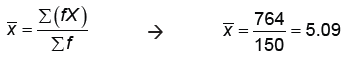 x̅ = Σ(fX) / Σf → x̅ = 764 / 150 = 5.09